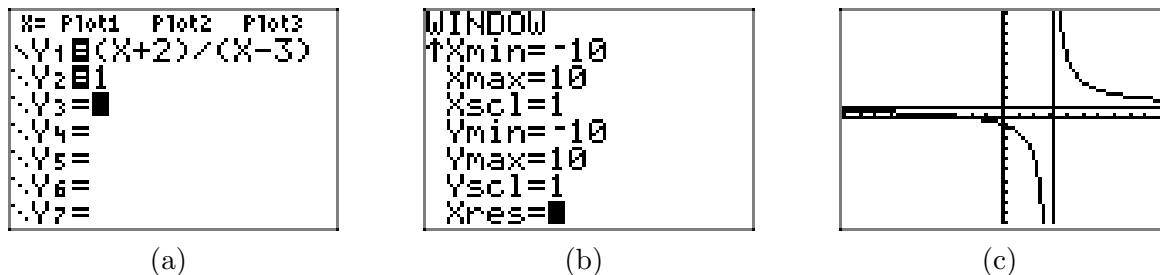 X= Plot1 Plot2 Plot3
\Y1=(X+2)/(X-3)
\Y2=1
\Y3=
\Y4=
\Y5=
\Y6=
\Y7=
WINDOW
↑Xmin=-10
Xmax=10
Xscl=1
Ymin=-10
Ymax=10
Yscl=1
Xres=
(a) (b) (c)